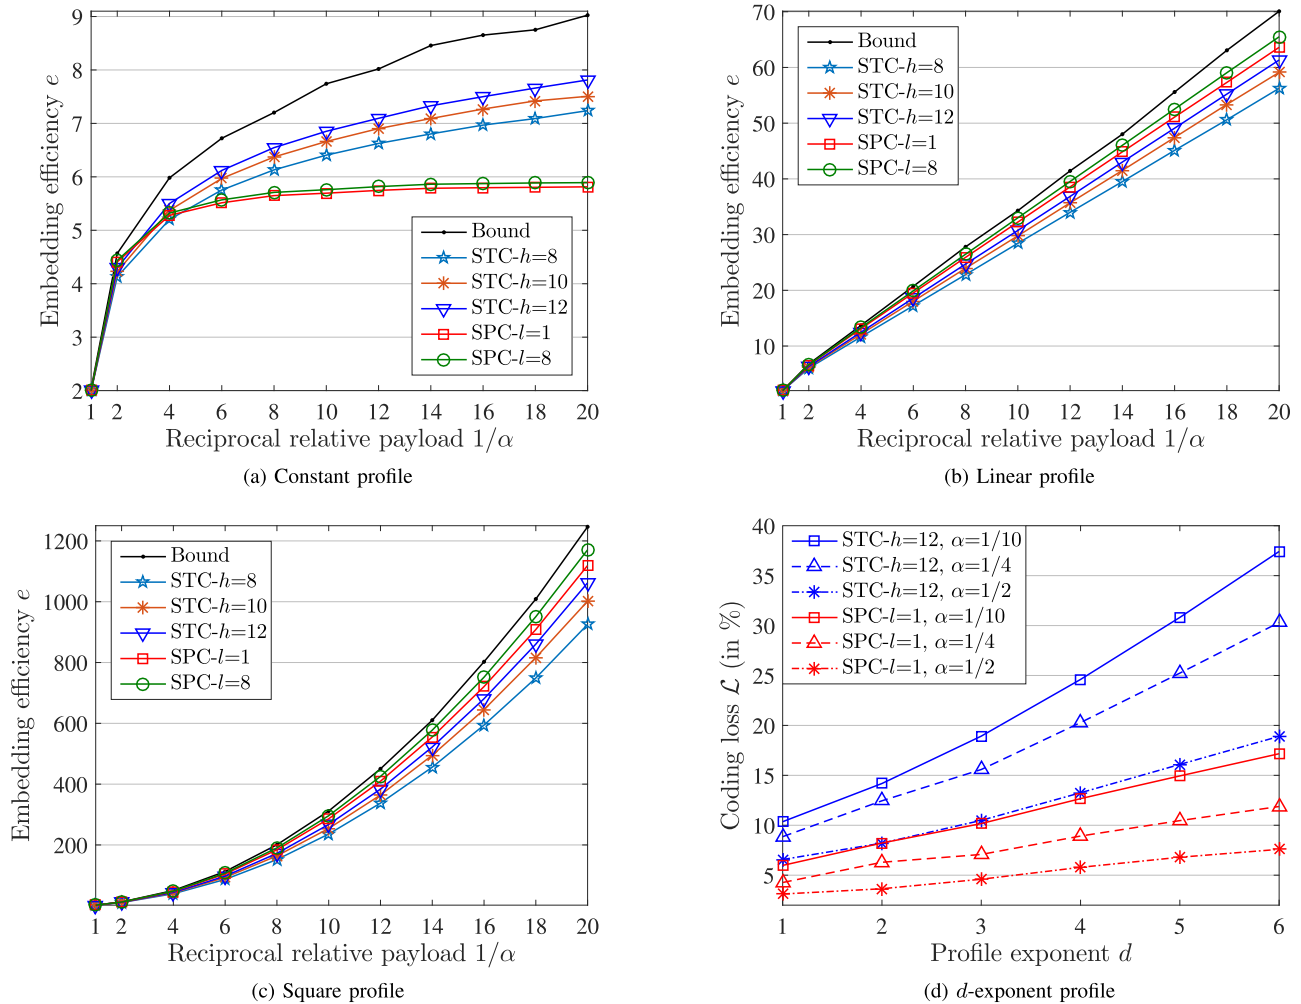 9
8
7
6
5
4
3
2
Embedding efficiency e
1 2 4 6 8 10 12 14 16 18 20
Reciprocal relative payload 1/α
Bound
STC-h=8
STC-h=10
STC-h=12
SPC-l=1
SPC-l=8
(a) Constant profile
70
60
50
40
30
20
10
Embedding efficiency e
1 2 4 6 8 10 12 14 16 18 20
Reciprocal relative payload 1/α
Bound
STC-h=8
STC-h=10
STC-h=12
SPC-l=1
SPC-l=8
(b) Linear profile
1200
1000
800
600
400
200
Embedding efficiency e
1 2 4 6 8 10 12 14 16 18 20
Reciprocal relative payload 1/α
Bound
STC-h=8
STC-h=10
STC-h=12
SPC-l=1
SPC-l=8
(c) Square profile
40
35
30
25
20
15
10
5
Coding loss ℒ (in %)
1 2 3 4 5 6
Profile exponent d
STC-h=12, α=1/10
STC-h=12, α=1/4
STC-h=12, α=1/2
SPC-l=1, α=1/10
SPC-l=1, α=1/4
SPC-l=1, α=1/2
(d) d-exponent profile